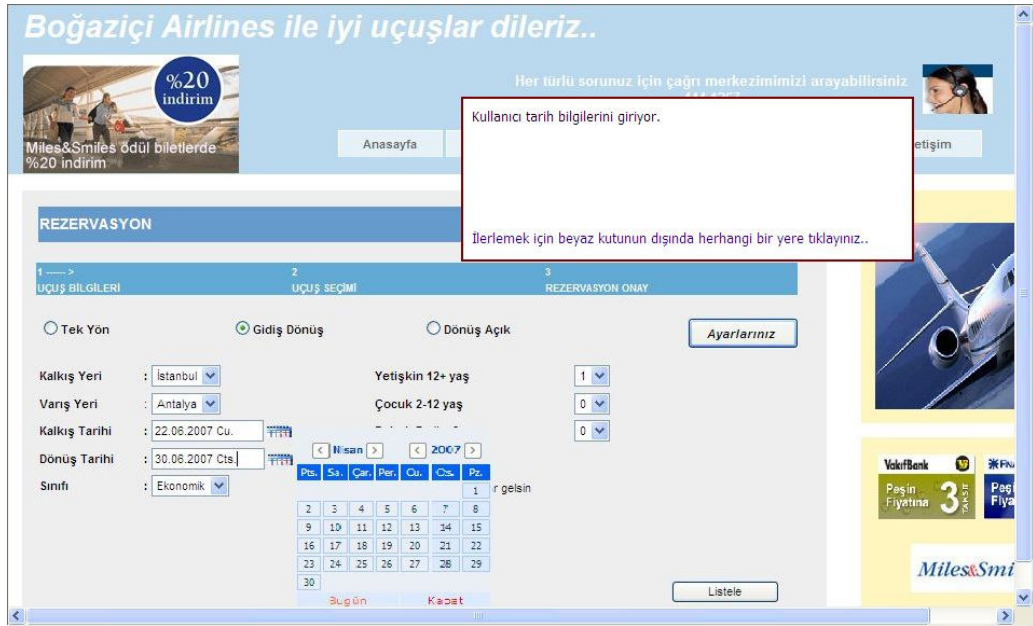 Boğaziçi Airlines ile iyi uçuşlar dileriz..
%20
indirim
Miles&Smiles ödül biletlerde
%20 indirim
Her türlü sorunuz için çağrı merkezimimizi arayabilirsiniz
Anasayfa
etişim
Kullanıcı tarih bilgilerini giriyor.
İlerlemek için beyaz kutunun dışında herhangi bir yere tıklayınız..
REZERVASYON
1 ----- > 2 3
UÇUŞ BİLGİLERİ UÇUŞ SEÇİMİ REZERVASYON ONAY
Tek Yön Gidiş Dönüş Dönüş Açık Ayarlarınız
Kalkış Yeri : İstanbul Yetişkin 12+ yaş 1
Varış Yeri : Antalya Çocuk 2-12 yaş 0
Kalkış Tarihi : 22.06.2007 Cu. 0
Dönüş Tarihi : 30.06.2007 Cts.
Sınıfı : Ekonomik r gelsin
< Nisan > < 2007 >
Pts. Sa. Çar. Per. Cu. Cts. Pz.
1
2 3 4 5 6 7 8
9 10 11 12 13 14 15
16 17 18 19 20 21 22
23 24 25 26 27 28 29
30
Bugün Kapat
Listele
VakıfBank
Peşin
Fiyatına 3 TAKSİT
Peşi
Fiya
Miles&Smi